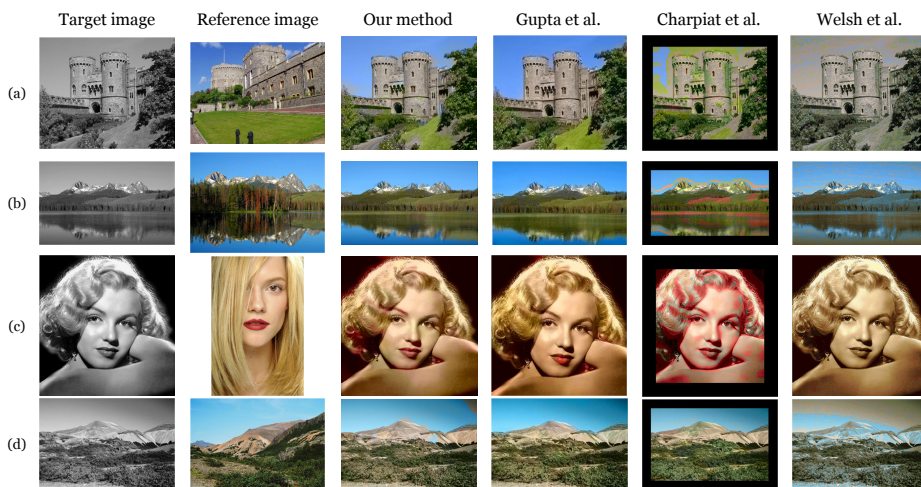 Target image Reference image Our method Gupta et al. Charpiat et al. Welsh et al.
(a)
(b)
(c)
(d)